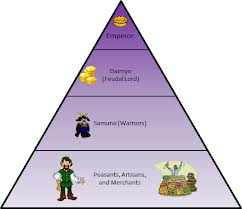 Emperor
Daimyo
(Feudal Lord)
Samurai (Warriors)
Peasants, Artisans,
and Merchants